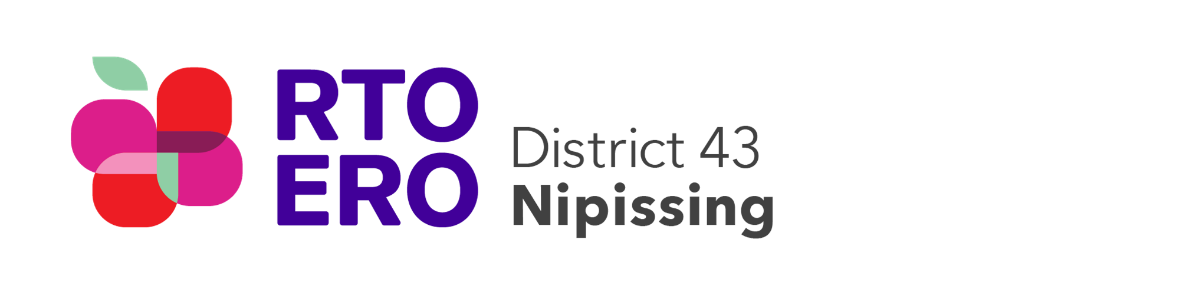 RTO
ERO
District 43
Nipissing